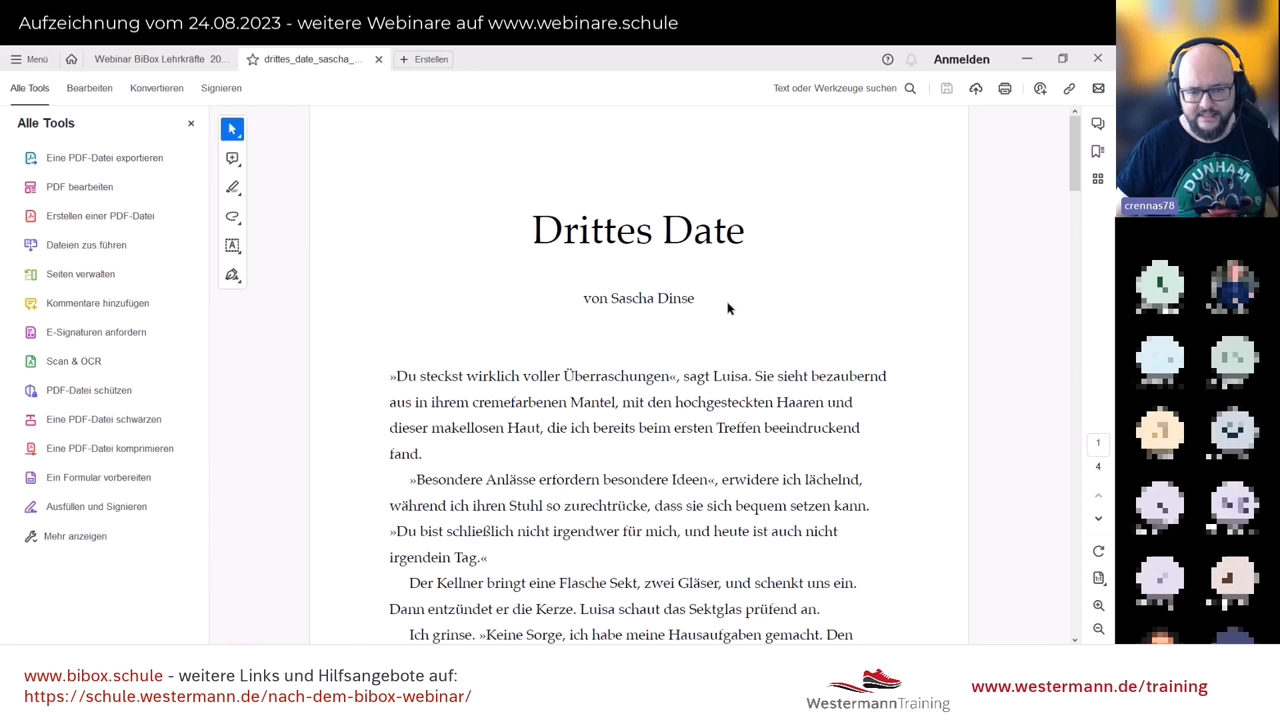 Aufzeichnung vom 24.08.2023 - weitere Webinare auf www.webinare.schule
Menü
Webinar BiBox Lehrkräfte 20...
drittes_date_sascha_...
Erstellen
Anmelden
Alle Tools
Bearbeiten
Konvertieren
Signieren
Text oder Werkzeuge suchen
Alle Tools
Eine PDF-Datei exportieren
PDF bearbeiten
Erstellen einer PDF-Datei
Dateien zus.führen
Seiten verwalten
Kommentare hinzufügen
E-Signaturen anfordern
Scan & OCR
PDF-Datei schützen
Eine PDF-Datei schwärzen
Eine PDF-Datei komprimieren
Ein Formular vorbereiten
Ausfüllen und Signieren
Mehr anzeigen
Drittes Date
von Sascha Dinse
»Du steckst wirklich voller Überraschungen«, sagt Luisa. Sie sieht bezaubernd
aus in ihrem cremefarbenen Mantel, mit den hochgesteckten Haaren und
dieser makellosen Haut, die ich bereits beim ersten Treffen beeindruckend
fand.
»Besondere Anlässe erfordern besondere Ideen«, erwidere ich lächelnd,
während ich ihren Stuhl so zurechtrücke, dass sie sich bequem setzen kann.
»Du bist schließlich nicht irgendwer für mich, und heute ist auch nicht
irgendein Tag.«
Der Kellner bringt eine Flasche Sekt, zwei Gläser, und schenkt uns ein.
Dann entzündet er die Kerze. Luisa schaut das Sektglas prüfend an.
Ich grinse. »Keine Sorge, ich habe meine Hausaufgaben gemacht. Den
1
4
DUNHAM
crennas78
www.bibox.schule - weitere Links und Hilfsangebote auf:
https://schule.westermann.de/nach-dem-bibox-webinar/
WestermannTraining
www.westermann.de/training